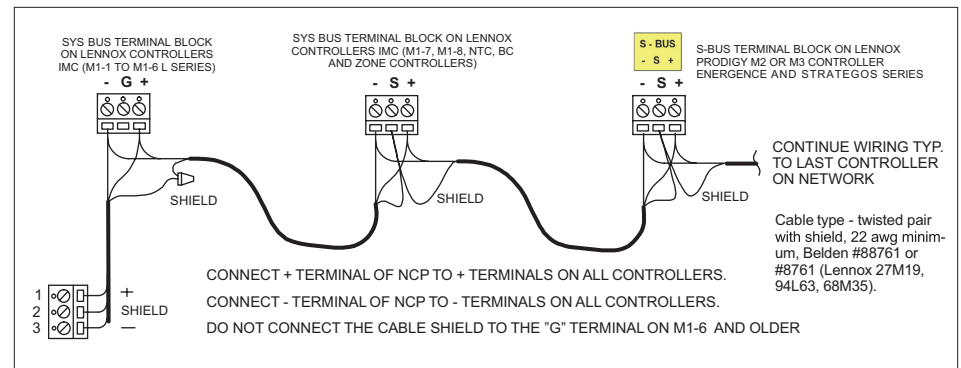 SYS BUS TERMINAL BLOCK
ON LENNOX CONTROLLERS
IMC (M1-1 TO M1-6 L SERIES)
- G +
SYS BUS TERMINAL BLOCK ON LENNOX
CONTROLLERS IMC (M1-7, M1-8, NTC, BC
AND ZONE CONTROLLERS)
- S +
S - BUS
- S +
S-BUS TERMINAL BLOCK ON LENNOX
PRODIGY M2 OR M3 CONTROLLER
ENERGENCE AND STRATEGOS SERIES
- S +
SHIELD
SHIELD
SHIELD
CONTINUE WIRING TYP.
TO LAST CONTROLLER
ON NETWORK
Cable type - twisted pair
with shield, 22 awg minim-
um, Belden #88761 or
#8761 (Lennox 27M19,
94L63, 68M35).
1 +
2 SHIELD
3 —
CONNECT + TERMINAL OF NCP TO + TERMINALS ON ALL CONTROLLERS.
CONNECT - TERMINAL OF NCP TO - TERMINALS ON ALL CONTROLLERS.
DO NOT CONNECT THE CABLE SHIELD TO THE "G" TERMINAL ON M1-6 AND OLDER